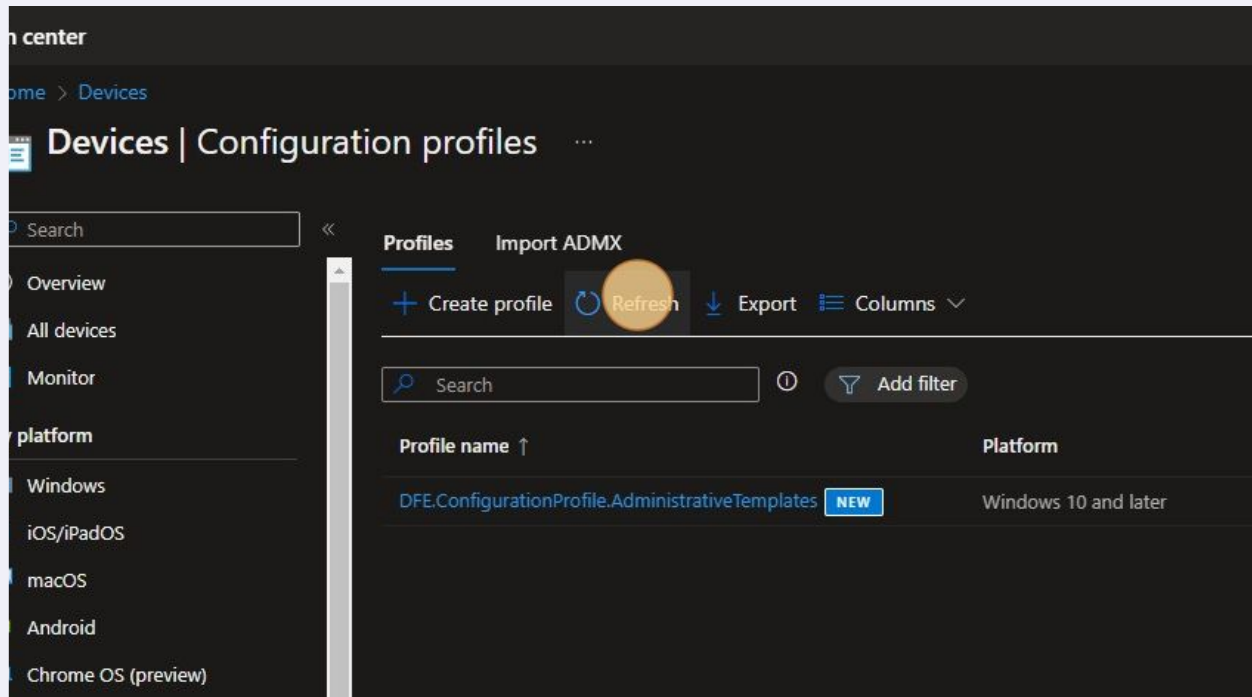 center
Devices
Devices | Configuration profiles ...
Search
Overview
All devices
Monitor
platform
Windows
iOS/iPadOS
macOS
Android
Chrome OS (preview)
Profiles Import ADMX
Create profile Refresh Export Columns
Search Add filter
Profile name ↑ Platform
DFE.ConfigurationProfile.AdministrativeTemplates NEW Windows 10 and later